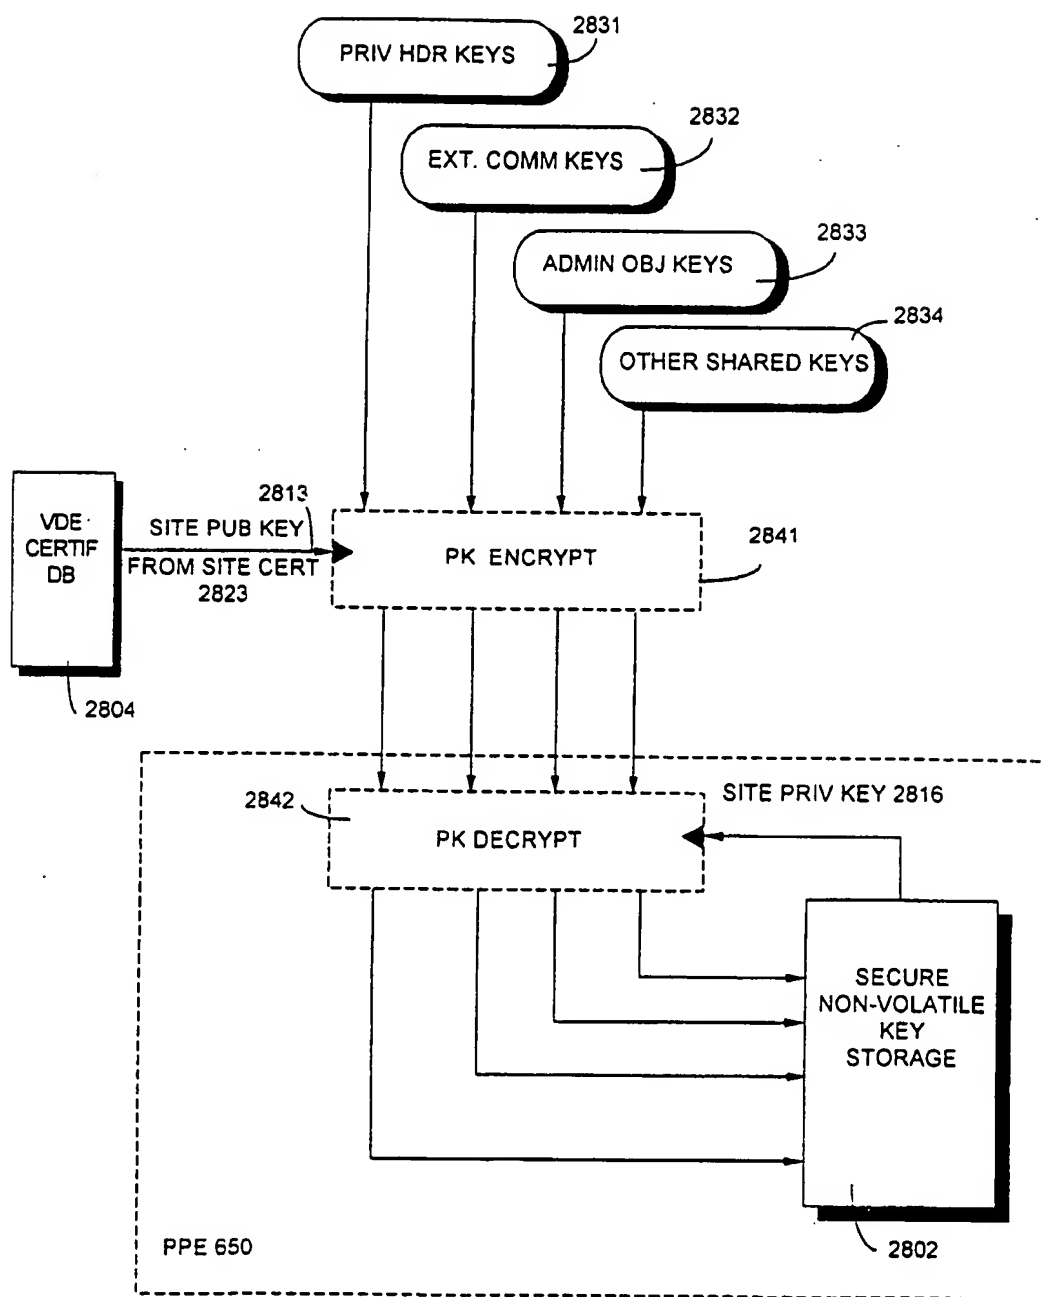 2831
PRIV HDR KEYS
2832
EXT. COMM KEYS
2833
ADMIN OBJ KEYS
2834
OTHER SHARED KEYS
2813
VDE
CERTIF
DB
SITE PUB KEY
FROM SITE CERT
2823
PK ENCRYPT
2841
2804
2842
SITE PRIV KEY 2816
PK DECRYPT
SECURE
NON-VOLATILE
KEY
STORAGE
PPE 650
2802